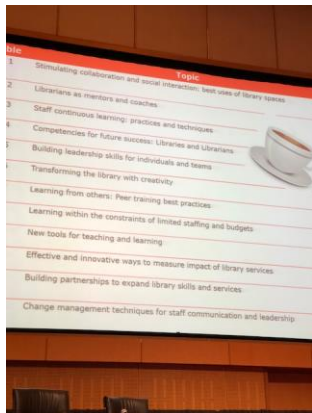 ble Topic
1 Stimulating collaboration and social interaction: best uses of library spaces
2 Librarians as mentors and coaches
3 Staff continuous learning: practices and techniques
4 Competencies for future success: Libraries and Librarians
Building leadership skills for individuals and teams
Transforming the library with creativity
Learning from others: Peer training best practices
Learning within the constraints of limited staffing and budgets
New tools for teaching and learning
Effective and innovative ways to measure impact of library services
Building partnerships to expand library skills and services
Change management techniques for staff communication and leadership